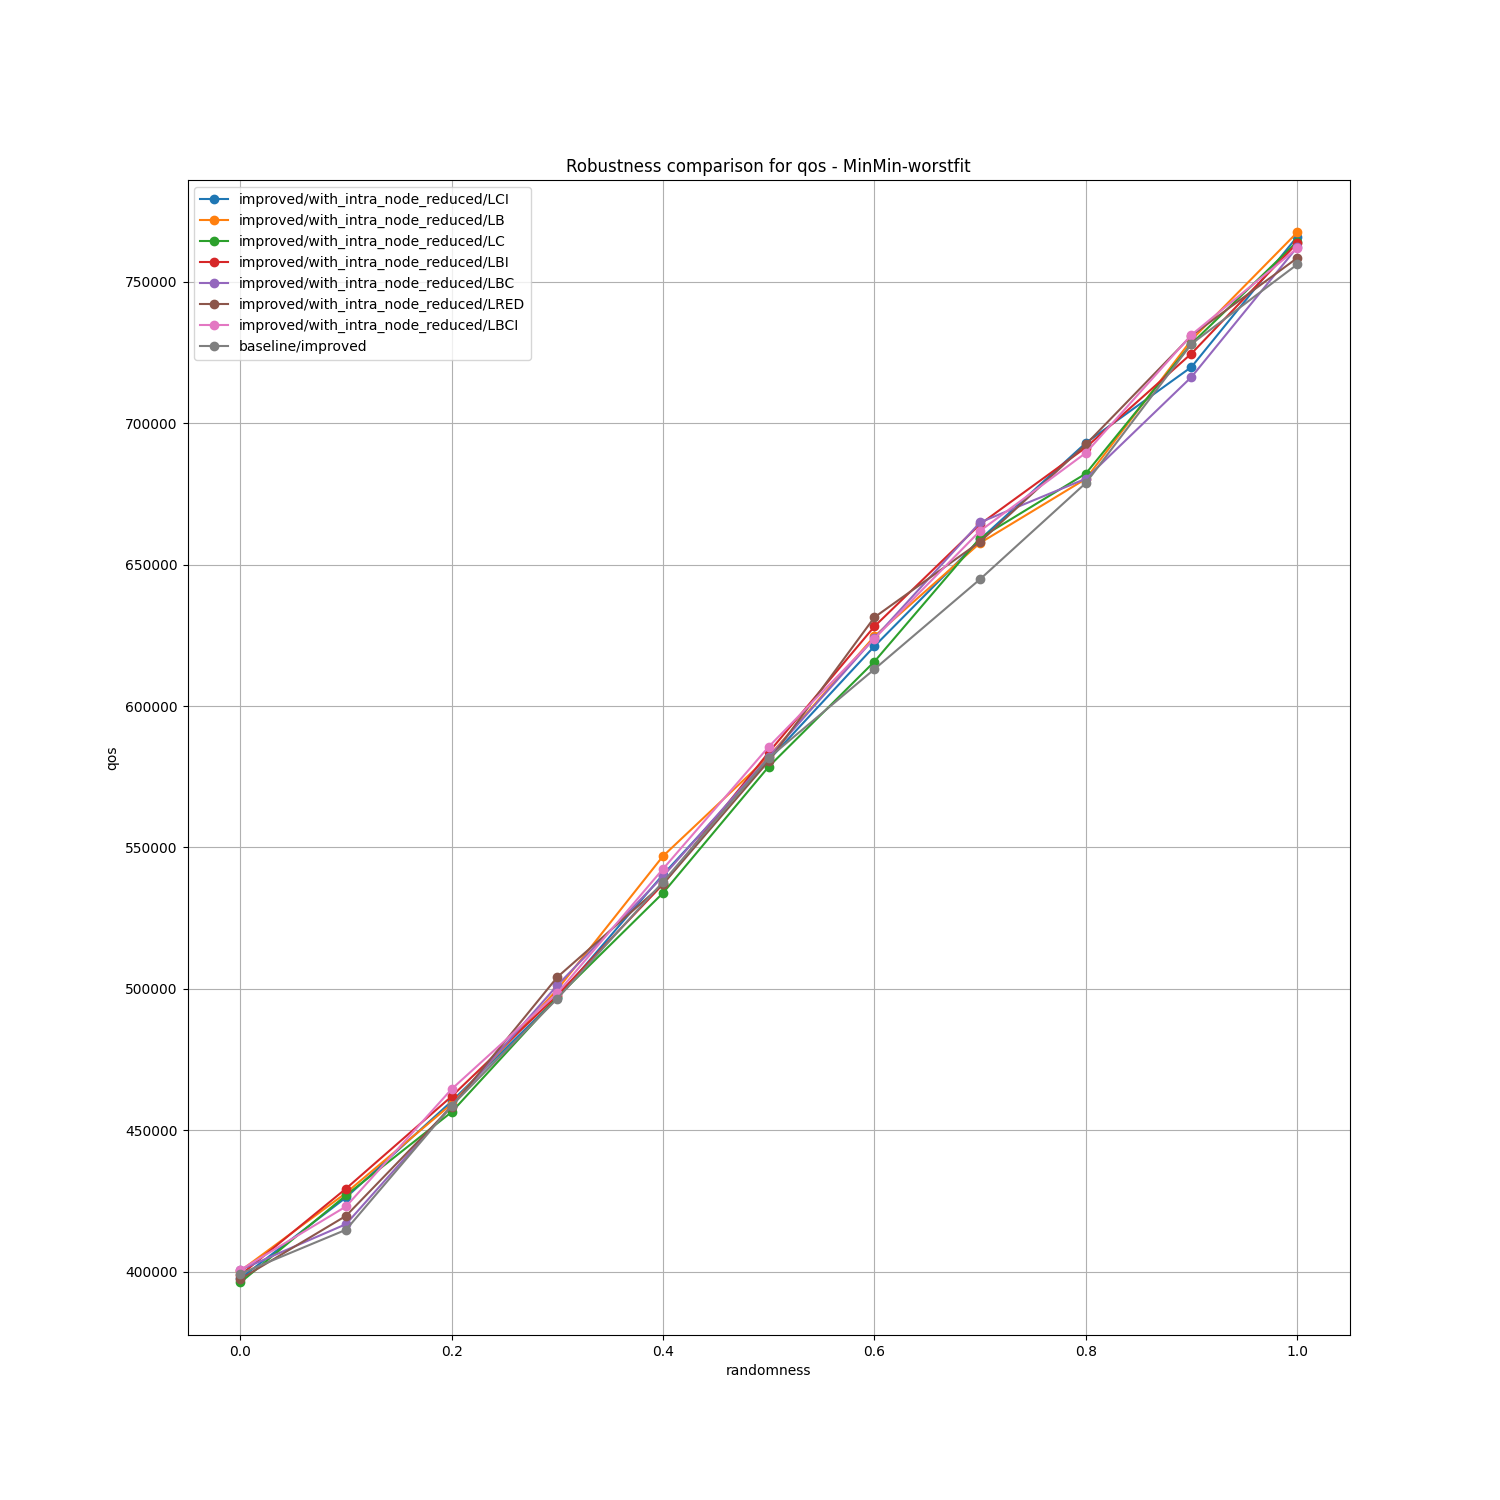 Robustness comparison for qos - MinMin-worstfit
improved/with_intra_node_reduced/LCI
improved/with_intra_node_reduced/LB
improved/with_intra_node_reduced/LC
improved/with_intra_node_reduced/LBI
improved/with_intra_node_reduced/LBC
improved/with_intra_node_reduced/LRED
improved/with_intra_node_reduced/LBCI
baseline/improved
750000
700000
650000
600000
550000
500000
450000
400000
qos
0.0 0.2 0.4 0.6 0.8 1.0
randomness